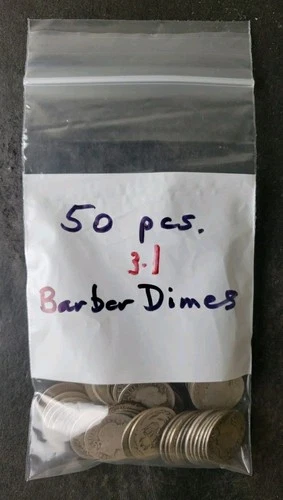 50 pcs.
3.1
Barber Dimes